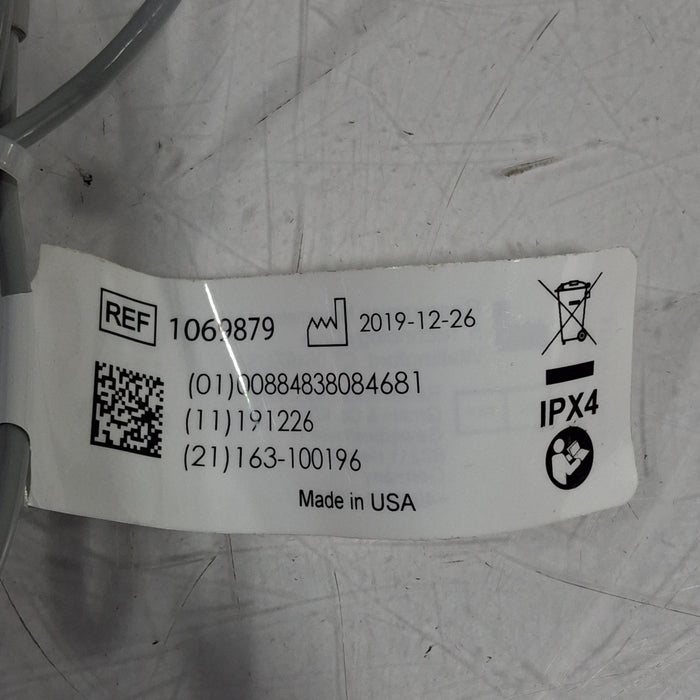 REF 1069879 2019-12-26
(01)00884838084681
(11)191226
(21)163-100196
Made in USA
IPX4